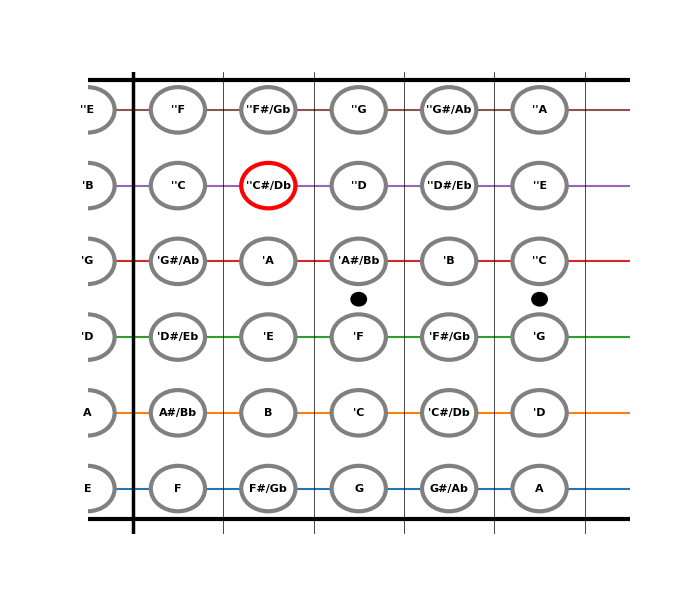 ''E ''F ''F#/Gb ''G ''G#/Ab ''A
'B ''C ''C#/Db ''D ''D#/Eb ''E
'G 'G#/Ab 'A 'A#/Bb 'B ''C
'D 'D#/Eb 'E 'F 'F#/Gb 'G
A A#/Bb B 'C 'C#/Db 'D
E F F#/Gb G G#/Ab A